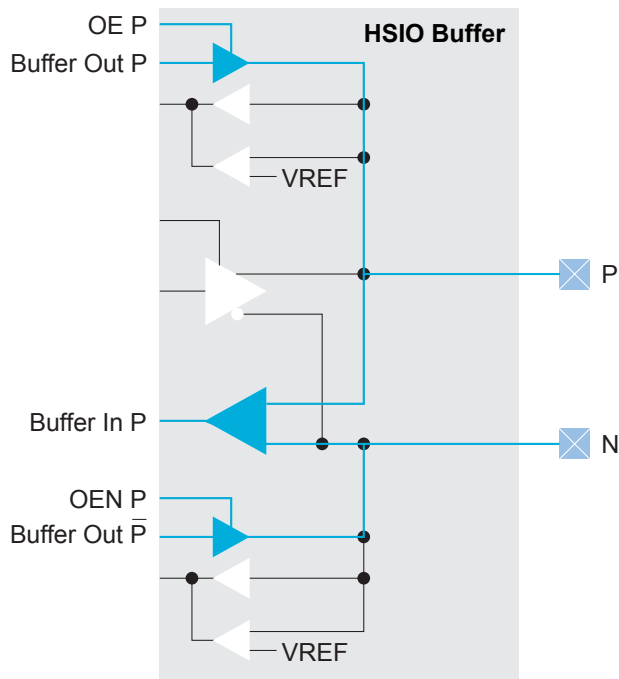 OE P
HSIO Buffer
Buffer Out P
VREF
P
Buffer In P
N
OEN P
Buffer Out P̅
VREF